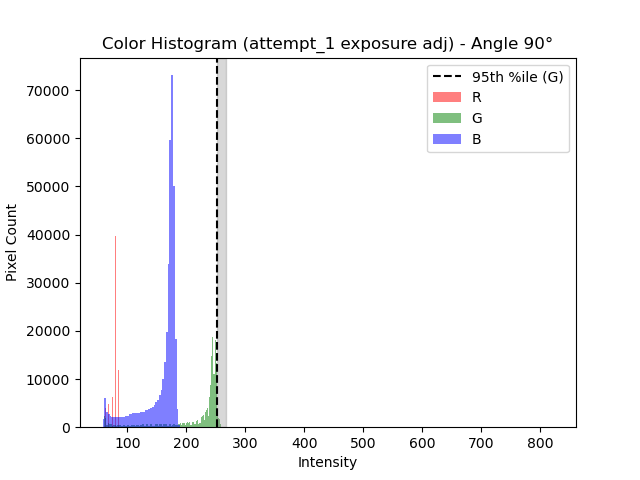 Color Histogram (attempt_1 exposure adj) - Angle 90°
95th %ile (G)
R
G
B
70000
60000
50000
40000
30000
20000
10000
0
Pixel Count
100 200 300 400 500 600 700 800
Intensity